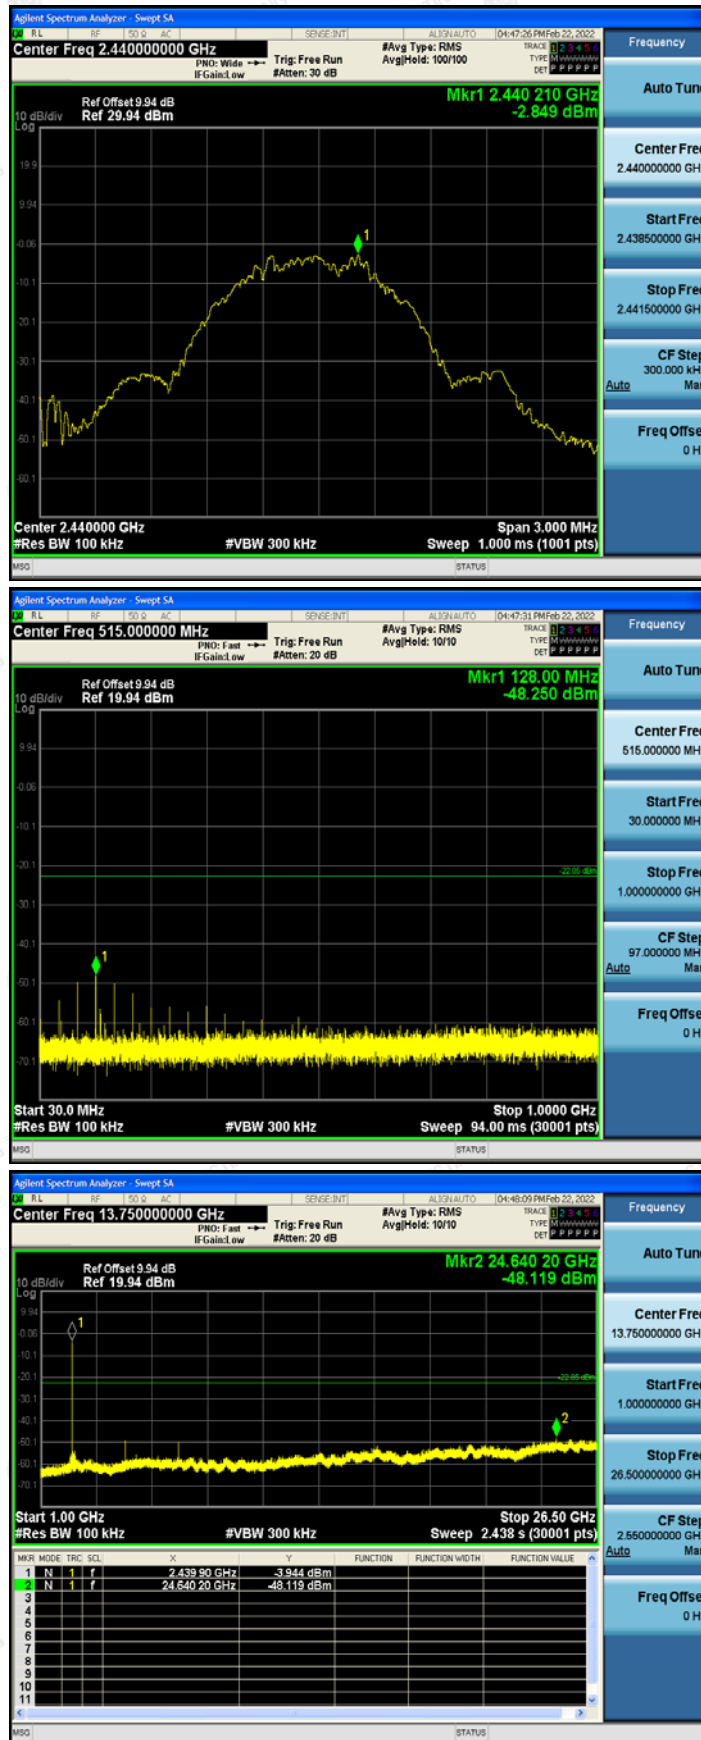 Agilent Spectrum Analyzer - Swept SA
RL RF 50 Ω AC SENSE:INT ALIGNAUTO 04:47:26 PM Feb 22, 2022
Center Freq 2.440000000 GHz
PNO: Wide
IFGain:Low
Trig: Free Run
#Atten: 30 dB
#Avg Type: RMS
Avg|Hold: 100/100
TRACE 1 2 3 4 5 6
TYPE M
DET P P P P P P
Ref Offset 9.94 dB
Ref 29.94 dBm
10 dB/div
Log
Mkr1 2.440 210 GHz
-2.849 dBm
19.9
9.94
-0.06
-10.1
-20.1
-30.1
-40.1
-50.1
-60.1
1
Center 2.440000 GHz
Span 3.000 MHz
#Res BW 100 kHz
#VBW 300 kHz
Sweep 1.000 ms (1001 pts)
MSG
STATUS
Frequency
Auto Tun
Center Fre
2.440000000 GH
Start Fre
2.438500000 GH
Stop Fre
2.441500000 GH
CF Step
300.000 kH
Auto Ma
Freq Offse
0 H
Agilent Spectrum Analyzer - Swept SA
RL RF 50 Ω AC SENSE:INT ALIGNAUTO 04:47:31 PM Feb 22, 2022
Center Freq 515.000000 MHz
PNO: Fast
IFGain:Low
Trig: Free Run
#Atten: 20 dB
#Avg Type: RMS
Avg|Hold: 10/10
TRACE 1 2 3 4 5 6
TYPE M
DET P P P P P P
Ref Offset 9.94 dB
Ref 19.94 dBm
10 dB/div
Log
Mkr1 128.00 MHz
-48.250 dBm
9.94
-0.06
-10.1
-20.1
-30.1
-40.1
-50.1
-60.1
-70.1
-22.85 dBm
1
Start 30.0 MHz
Stop 1.0000 GHz
#Res BW 100 kHz
#VBW 300 kHz
Sweep 94.00 ms (30001 pts)
MSG
STATUS
Frequency
Auto Tun
Center Fre
515.000000 MH
Start Fre
30.000000 MH
Stop Fre
1.000000000 GH
CF Step
97.000000 MH
Auto Ma
Freq Offse
0 H
Agilent Spectrum Analyzer - Swept SA
RL RF 50 Ω AC SENSE:INT ALIGNAUTO 04:48:09 PM Feb 22, 2022
Center Freq 13.750000000 GHz
PNO: Fast
IFGain:Low
Trig: Free Run
#Atten: 20 dB
#Avg Type: RMS
Avg|Hold: 10/10
TRACE 1 2 3 4 5 6
TYPE M
DET P P P P P P
Ref Offset 9.94 dB
Ref 19.94 dBm
10 dB/div
Log
Mkr2 24.640 20 GHz
-48.119 dBm
9.94
-0.06
-10.1
-20.1
-30.1
-40.1
-50.1
-60.1
-70.1
-22.85 dBm
1
2
Start 1.00 GHz
Stop 26.50 GHz
#Res BW 100 kHz
#VBW 300 kHz
Sweep 2.438 s (30001 pts)
MKR MODE TRC SCL X Y FUNCTION FUNCTION WIDTH FUNCTION VALUE
1 N 1 f 2.439 90 GHz -3.944 dBm
2 N 1 f 24.640 20 GHz -48.119 dBm
3
4
5
6
7
8
9
10
11
MSG
STATUS
Frequency
Auto Tun
Center Fre
13.750000000 GH
Start Fre
1.000000000 GH
Stop Fre
26.500000000 GH
CF Step
2.550000000 GH
Auto Ma
Freq Offse
0 H